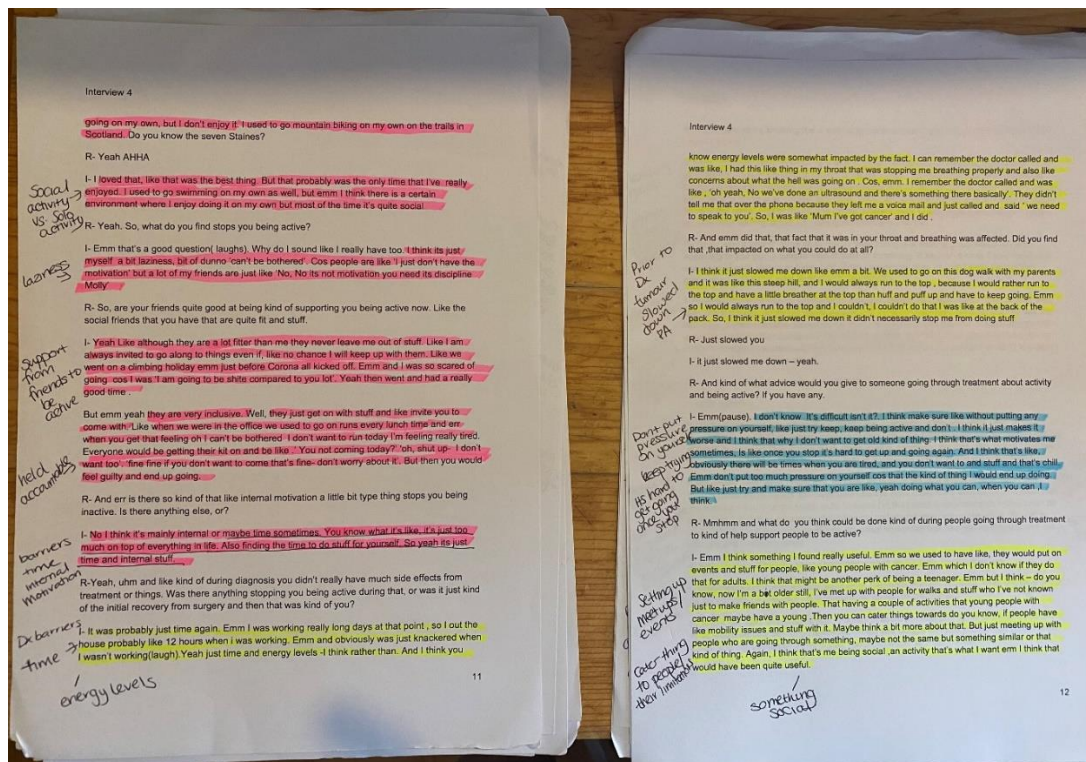 Interview 4
going on my own, but I don't enjoy it. I used to go mountain biking on my own on the trails in
Scotland. Do you know the seven Staines?
R- Yeah AHHA
I- I loved that, like that was the best thing. But that probably was the only time that I've really
enjoyed. I used to go swimming on my own as well, but emm I think there is a certain
environment where I enjoy doing it on my own but most of the time it's quite social
Social
activity
vs. Solo
activity
R- Yeah. So, what do you find stops you being active?
I- Emm that's a good question( laughs). Why do I sound like I really have too. I think its just
myself a bit laziness, bit of dunno 'can't be bothered'. Cos people are like 'I just don't have the
motivation' but a lot of my friends are just like 'No, No its not motivation you need its discipline
Molly'
laziness
R- So, are your friends quite good at being kind of supporting you being active now. Like the
social friends that you have that are quite fit and stuff.
I- Yeah Like although they are a lot fitter than me they never leave me out of stuff. Like I am
always invited to go along to things even if, like no chance I will keep up with them. Like we
went on a climbing holiday emm just before Corona all kicked off. Emm and I was so scared of
going cos I was 'I am going to be shite compared to you lot'. Yeah then went and had a really
good time .
Support
from
friends to
be
active
But emm yeah they are very inclusive. Well, they just get on with stuff and like invite you to
come with. Like when we were in the office we used to go on runs every lunch time and err
when you get that feeling oh I can't be bothered I don't want to run today I'm feeling really tired.
Everyone would be getting their kit on and be like ' You not coming today? 'oh, shut up- I don't
want too'. 'fine fine if you don't want to come that's fine- don't worry about it'. But then you would
feel guilty and end up going.
held
accountable
R- And err is there so kind of that like internal motivation a little bit type thing stops you being
inactive. Is there anything else, or?
I- No I think it's mainly internal or maybe time sometimes. You know what it's like, it's just too
much on top of everything in life. Also finding the time to do stuff for yourself. So yeah its just
time and internal stuff.
barriers
time
internal
motivation
R-Yeah, uhm and like kind of during diagnosis you didn't really have much side effects from
treatment or things. Was there anything stopping you being active during that, or was it just kind
of the initial recovery from surgery and then that was kind of you?
I- It was probably just time again. Emm I was working really long days at that point , so I out the
house probably like 12 hours when i was working. Emm and obviously was just knackered when
I wasn't working(laugh).Yeah just time and energy levels -I think rather than. And I think you
Dx barriers
time
energy levels
11
Interview 4
know energy levels were somewhat impacted by the fact. I can remember the doctor called and
was like, I had this like thing in my throat that was stopping me breathing properly and also like
concerns about what the hell was going on . Cos, emm. I remember the doctor called and was
like , 'oh yeah. No we've done an ultrasound and there's something there basically'. They didn't
tell me that over the phone because they left me a voice mail and just called and said ' we need
to speak to you'. So, I was like 'Mum I've got cancer' and I did .
R- And emm did that, that fact that it was in your throat and breathing was affected. Did you find
that ,that impacted on what you could do at all?
I- I think it just slowed me down like emm a bit. We used to go on this dog walk with my parents
and it was like this steep hill, and I would always run to the top , because I would rather run to
the top and have a little breather at the top than huff and puff up and have to keep going. Emm
so I would always run to the top and I couldn't, I couldn't do that I was like at the back of the
pack. So, I think it just slowed me down it didn't necessarily stop me from doing stuff
Prior to
Dx
tumour
slowed
down
PA
R- Just slowed you
I- it just slowed me down – yeah.
R- And kind of what advice would you give to someone going through treatment about activity
and being active? If you have any.
I- Emm(pause). I don't know It's difficult isn't it?. I think make sure like without putting any
pressure on yourself, like just try keep, keep being active and don't . I think it just makes it
worse and I think that why I don't want to get old kind of thing. I think that's what motivates me
sometimes, Is like once you stop it's hard to get up and going again. And I think that's like,
obviously there will be times when you are tired, and you don't want to and stuff and that's chill.
Emm don't put too much pressure on yourself cos that the kind of thing I would end up doing.
But like just try and make sure that you are like, yeah doing what you can, when you can ,I
think.
Dont put
pressure
on yourself
keep trying
its hard to
get going
once you
stop
R- Mmhmm and what do you think could be done kind of during people going through treatment
to kind of help support people to be active?
I- Emm I think something I found really useful. Emm so we used to have like, they would put on
events and stuff for people, like young people with cancer. Emm which I don't know if they do
that for adults. I think that might be another perk of being a teenager. Emm but I think – do you
know, now I'm a bit older still, I've met up with people for walks and stuff who I've not known
just to make friends with people. That having a couple of activities that young people with
cancer maybe have a young .Then you can cater things towards do you know, if people have
like mobility issues and stuff with it. Maybe think a bit more about that. But just meeting up with
people who are going through something, maybe not the same but something similar or that
kind of thing. Again, I think that's me being social ,an activity that's what I want em I think that
would have been quite useful.
Setting up
meet ups/
events
cater thing
to people/
their limitations
something
social
12